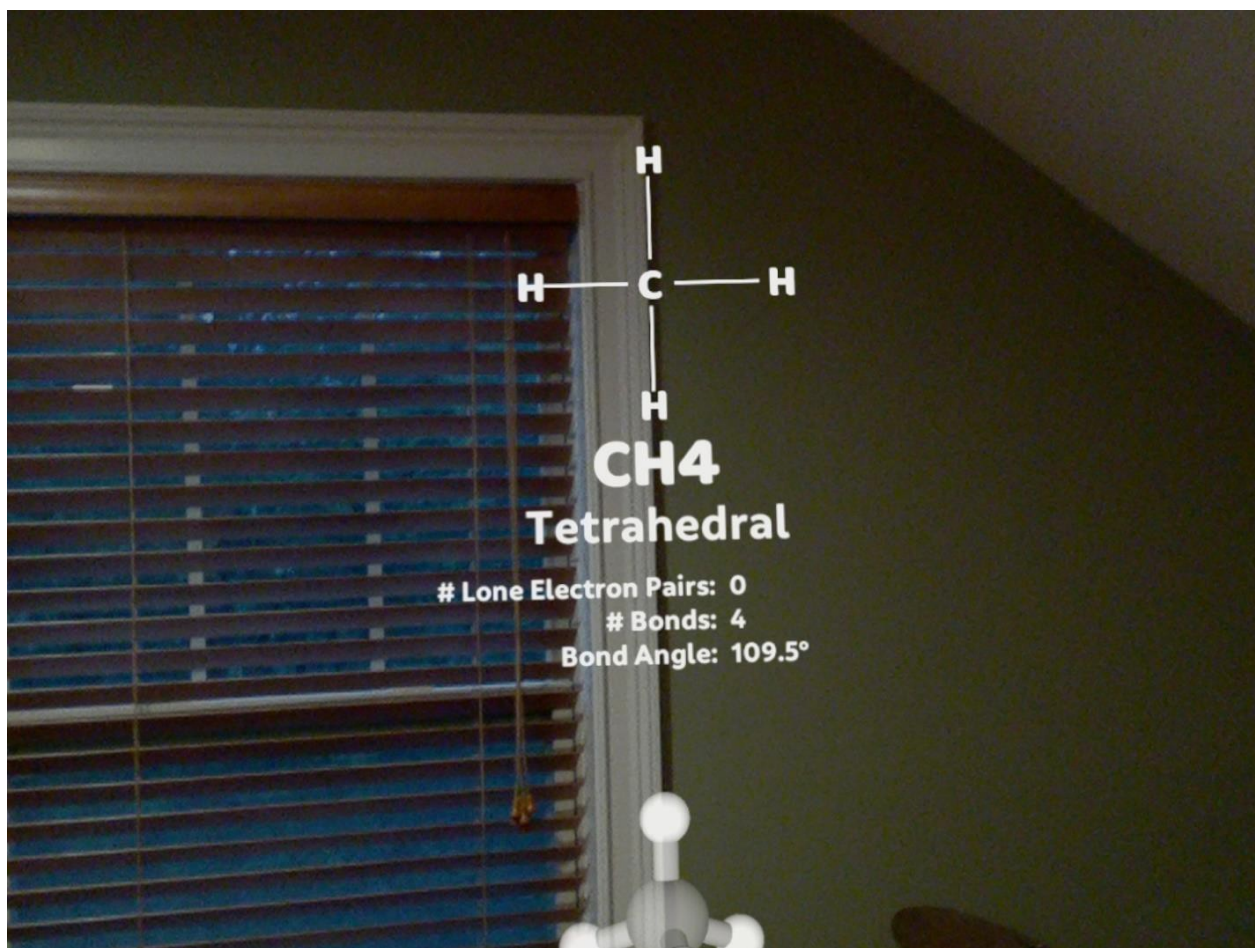 H
H C H
H
CH4
Tetrahedral
# Lone Electron Pairs: 0
# Bonds: 4
Bond Angle: 109.5°